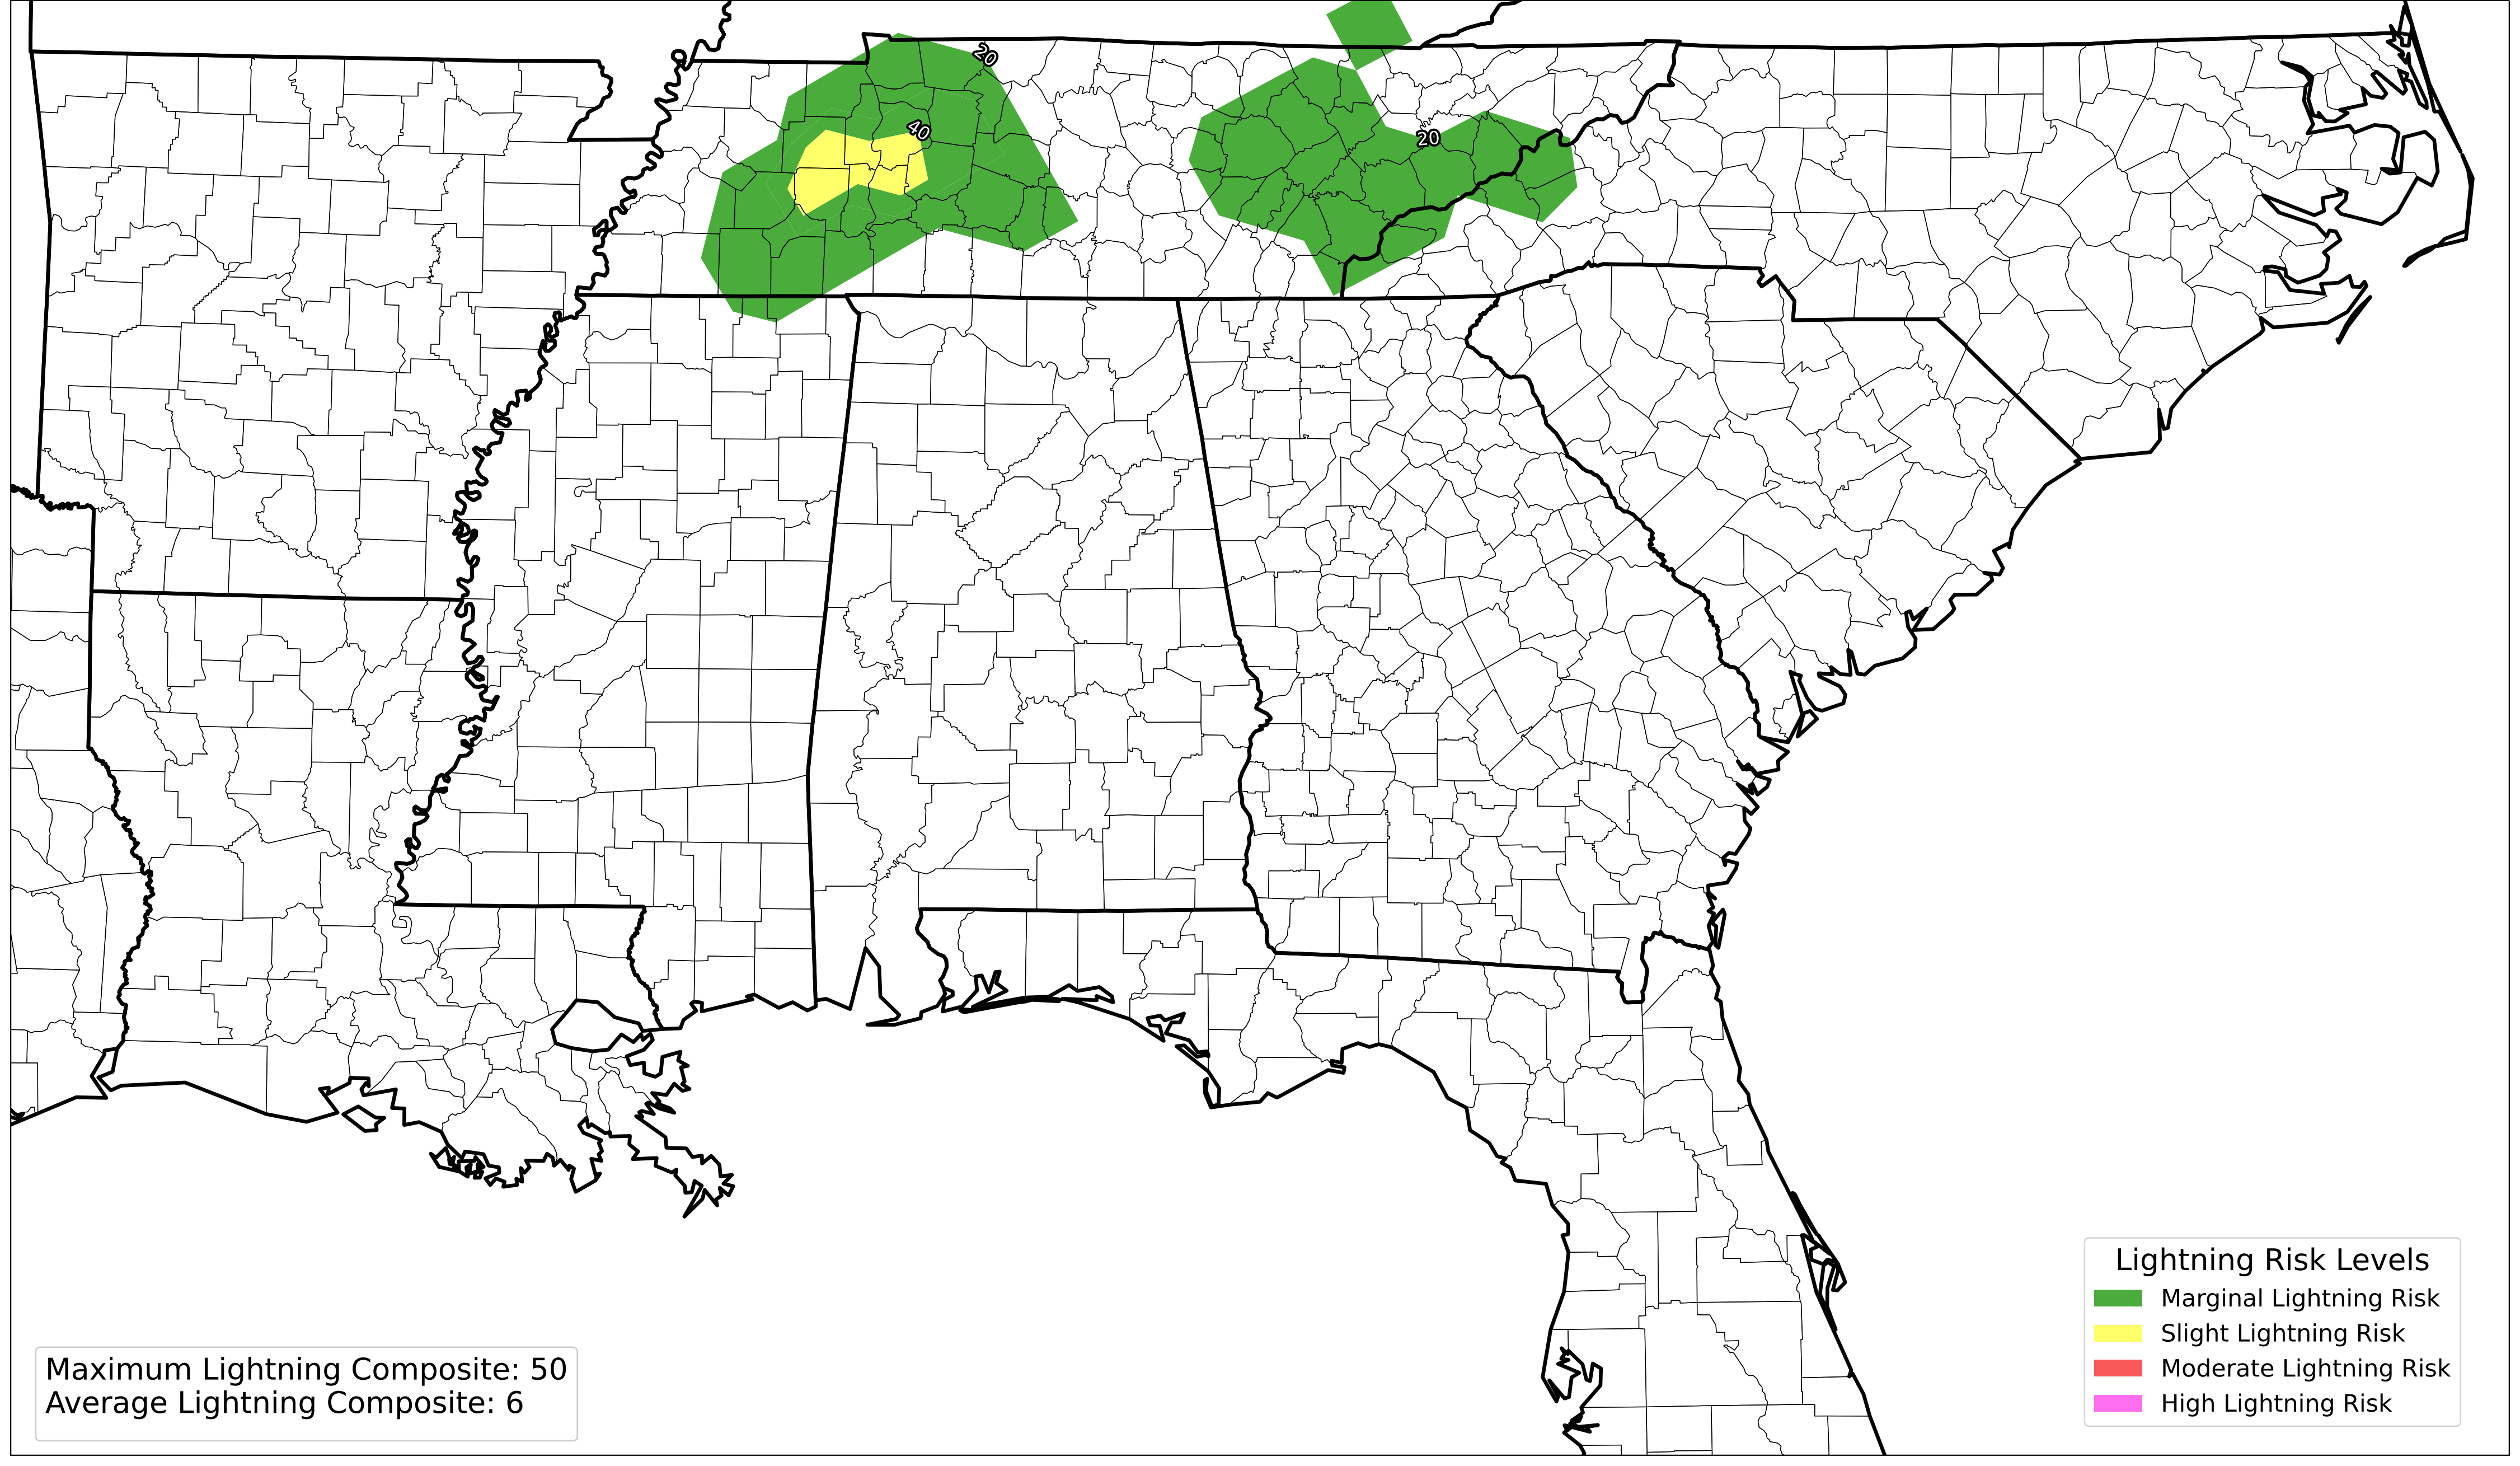 20
40
20
Lightning Risk Levels
Marginal Lightning Risk
Slight Lightning Risk
Moderate Lightning Risk
High Lightning Risk
Maximum Lightning Composite: 50
Average Lightning Composite: 6